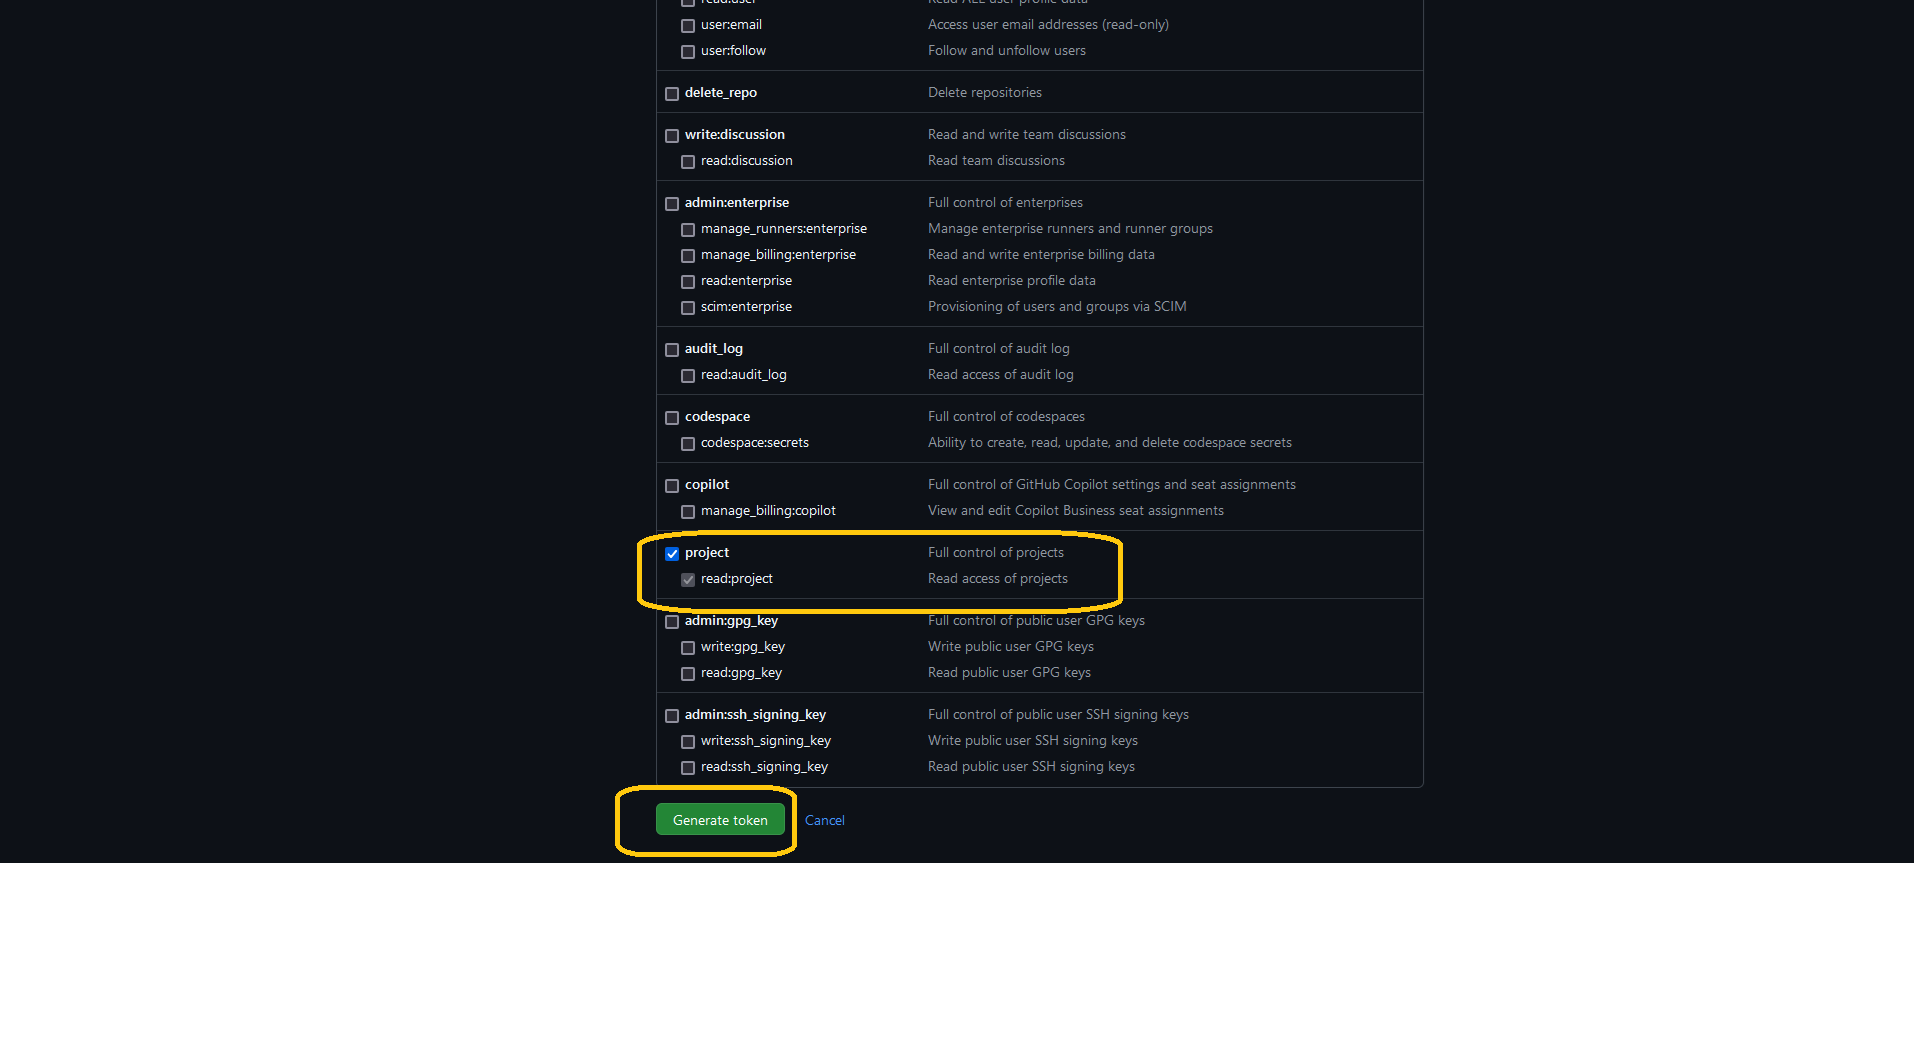 read:user Read ALL user profile data
user:email Access user email addresses (read-only)
user:follow Follow and unfollow users
delete_repo Delete repositories
write:discussion Read and write team discussions
read:discussion Read team discussions
admin:enterprise Full control of enterprises
manage_runners:enterprise Manage enterprise runners and runner groups
manage_billing:enterprise Read and write enterprise billing data
read:enterprise Read enterprise profile data
scim:enterprise Provisioning of users and groups via SCIM
audit_log Full control of audit log
read:audit_log Read access of audit log
codespace Full control of codespaces
codespace:secrets Ability to create, read, update, and delete codespace secrets
copilot Full control of GitHub Copilot settings and seat assignments
manage_billing:copilot View and edit Copilot Business seat assignments
project Full control of projects
read:project Read access of projects
admin:gpg_key Full control of public user GPG keys
write:gpg_key Write public user GPG keys
read:gpg_key Read public user GPG keys
admin:ssh_signing_key Full control of public user SSH signing keys
write:ssh_signing_key Write public user SSH signing keys
read:ssh_signing_key Read public user SSH signing keys
Generate token Cancel